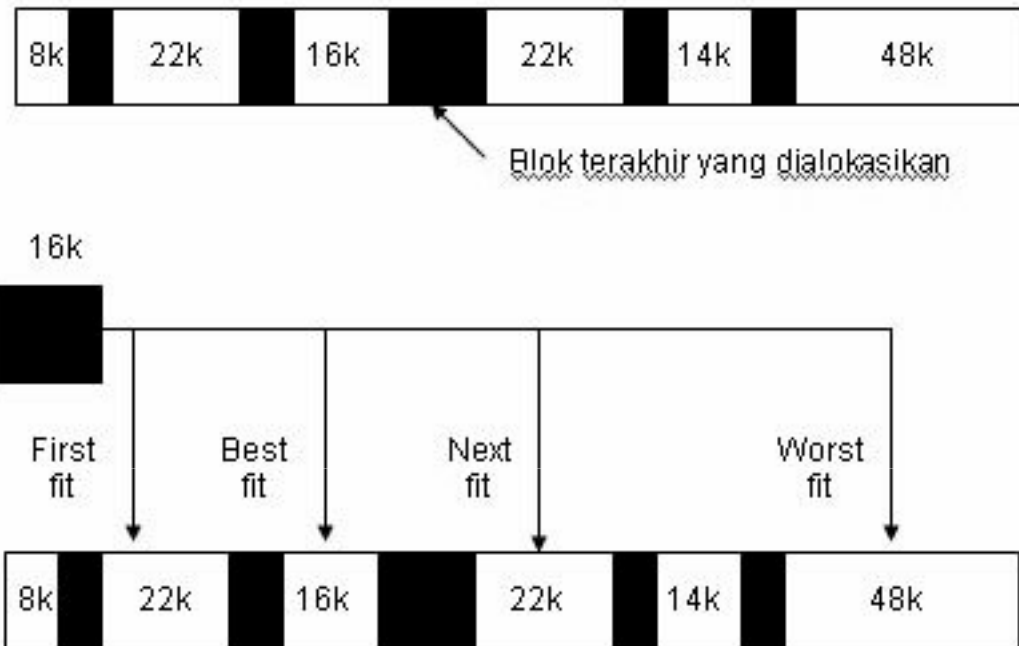 8k 22k 16k 22k 14k 48k
Blok terakhir yang dialokasikan
16k
First Best Next Worst
fit fit fit fit
8k 22k 16k 22k 14k 48k